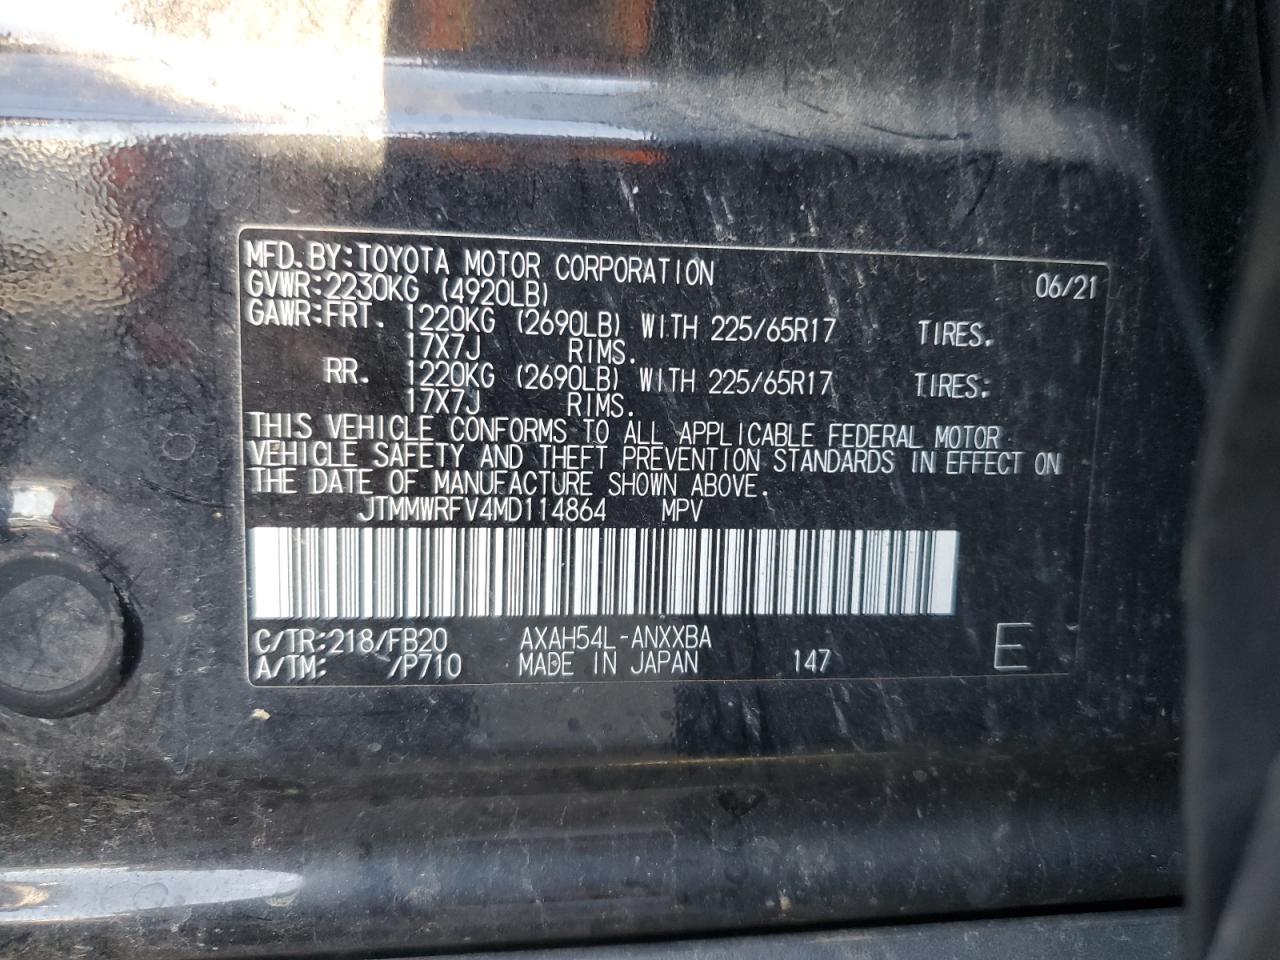 MFD.BY:TOYOTA MOTOR CORPORATION 06/21
GVWR:2230KG (4920LB)
GAWR:FRT. 1220KG (2690LB) WITH 225/65R17 TIRES.
17X7J RIMS.
RR. 1220KG (2690LB) WITH 225/65R17 TIRES:
17X7J RIMS.
THIS VEHICLE CONFORMS TO ALL APPLICABLE FEDERAL MOTOR
VEHICLE SAFETY AND THEFT PREVENTION STANDARDS IN EFFECT ON
THE DATE OF MANUFACTURE SHOWN ABOVE.
JTMMWRFV4MD114864 MPV
C/TR:218/FB20 AXAH54L-ANXXBA
A/TM: /P710 MADE IN JAPAN 147 E